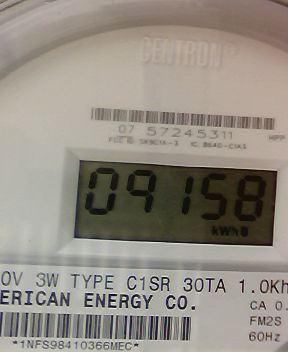 CENTRON®
07 57245311
09158
kWh
0V 3W TYPE C1SR 30TA 1.0Kh
ERICAN ENERGY CO.
CA 0.
FM2S
60Hz
*1NFS98410366MEC*